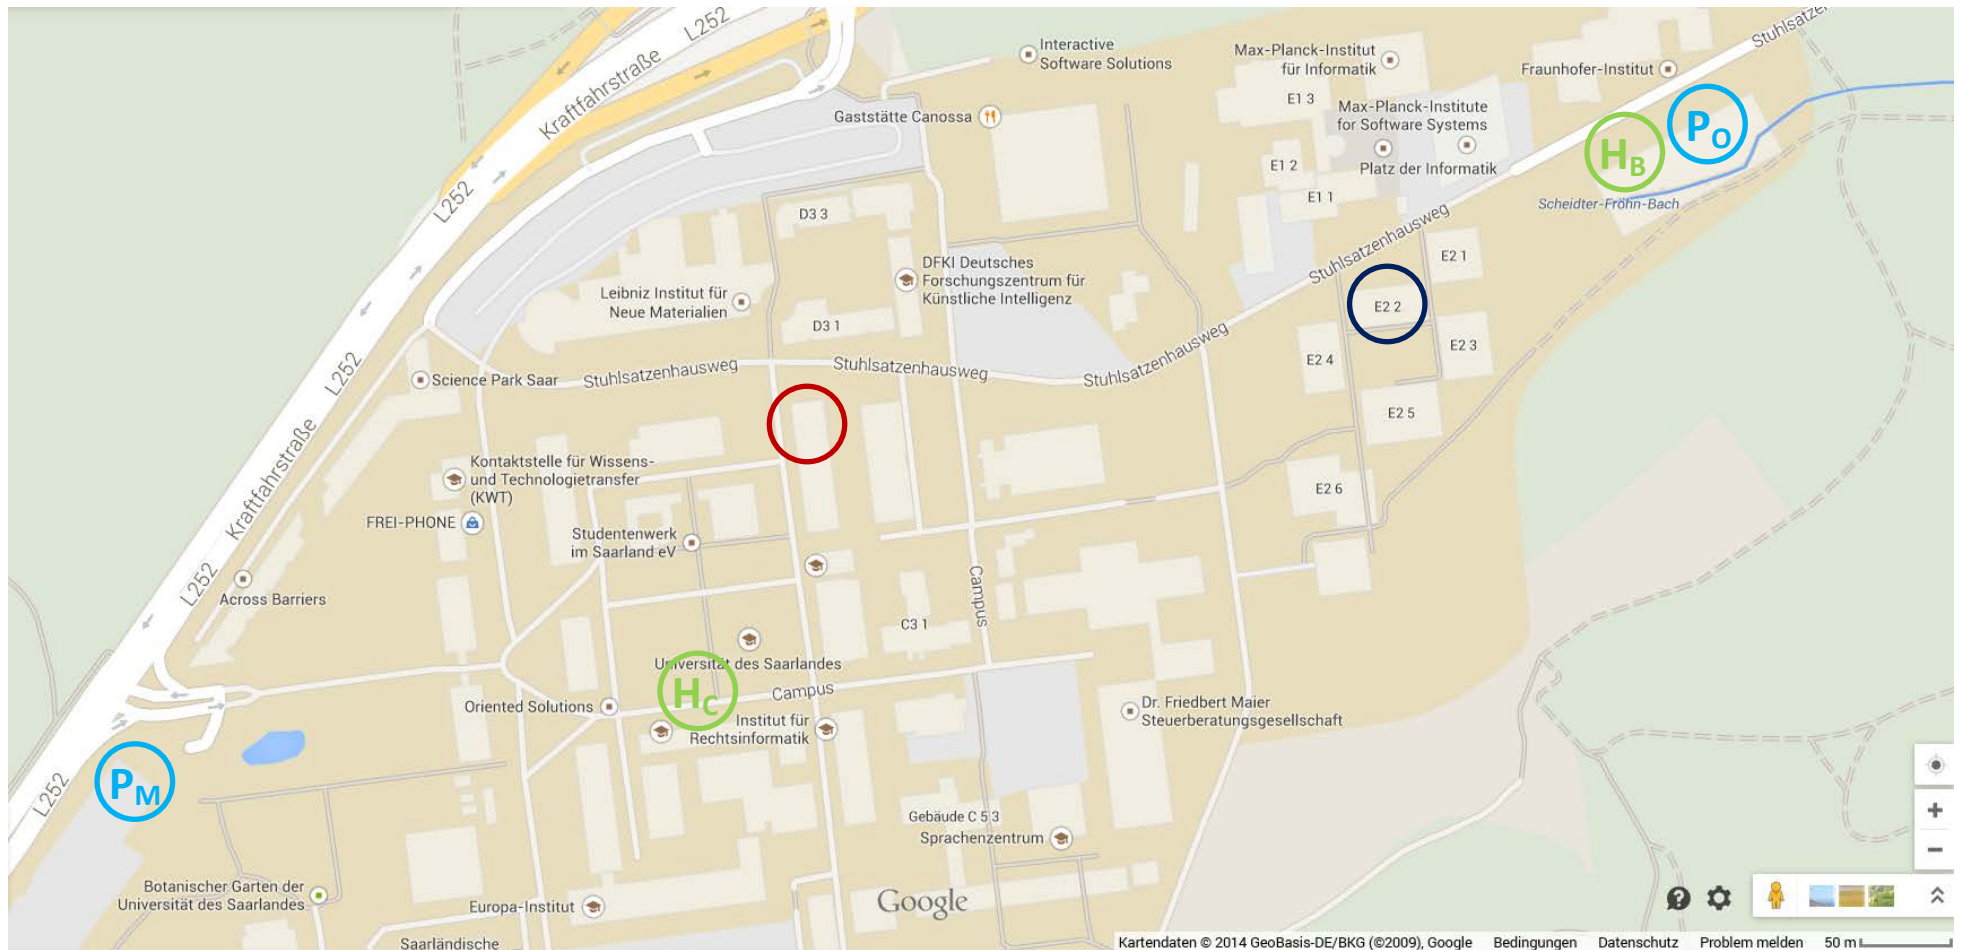 L252
Kraftfahrstraße
Stuhlsatzen
Interactive
Software Solutions
Max-Planck-Institut
für Informatik
Fraunhofer-Institut
E1 3
Max-Planck-Institute
for Software Systems
Gaststätte Canossa
P_O
H_B
E1 2
Platz der Informatik
L252
E1 1
Scheidter-Fröhn-Bach
D3 3
Stuhlsatzenhausweg
E2 1
DFKI Deutsches
Forschungszentrum für
Künstliche Intelligenz
Leibniz Institut für
Neue Materialien
E2 2
D3 1
Stuhlsatzenhausweg
E2 3
E2 4
L252
Science Park Saar
Stuhlsatzenhausweg
Stuhlsatzenhausweg
E2 5
Kraftfahrstraße
Kontaktstelle für Wissens-
und Technologietransfer
(KWT)
E2 6
FREI-PHONE
Studentenwerk
im Saarland eV
L252
Across Barriers
Campus
C3 1
Universität des Saarlandes
H_C
Campus
Oriented Solutions
Institut für
Rechtsinformatik
Dr. Friedbert Maier
Steuerberatungsgesellschaft
P_M
L252
Gebäude C 5 3
Sprachenzentrum
Botanischer Garten der
Universität des Saarlandes
Europa-Institut
Google
Saarländische
+
−
Kartendaten © 2014 GeoBasis-DE/BKG (©2009), Google Bedingungen Datenschutz Problem melden 50 m